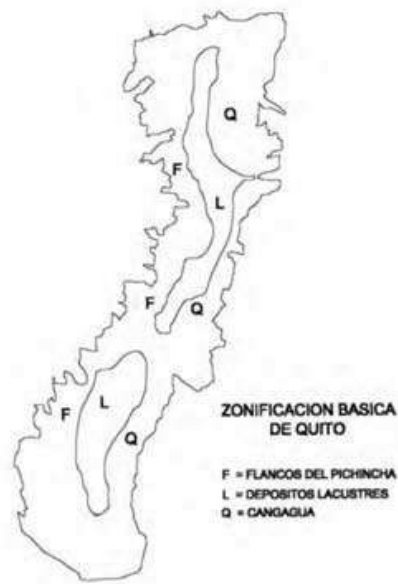 Q
F
L
F
Q
L
F
Q
ZONIFICACION BASICA
DE QUITO
F = FLANCOS DEL PICHINCHA
L = DEPOSITOS LACUSTRES
Q = CANGAGUA